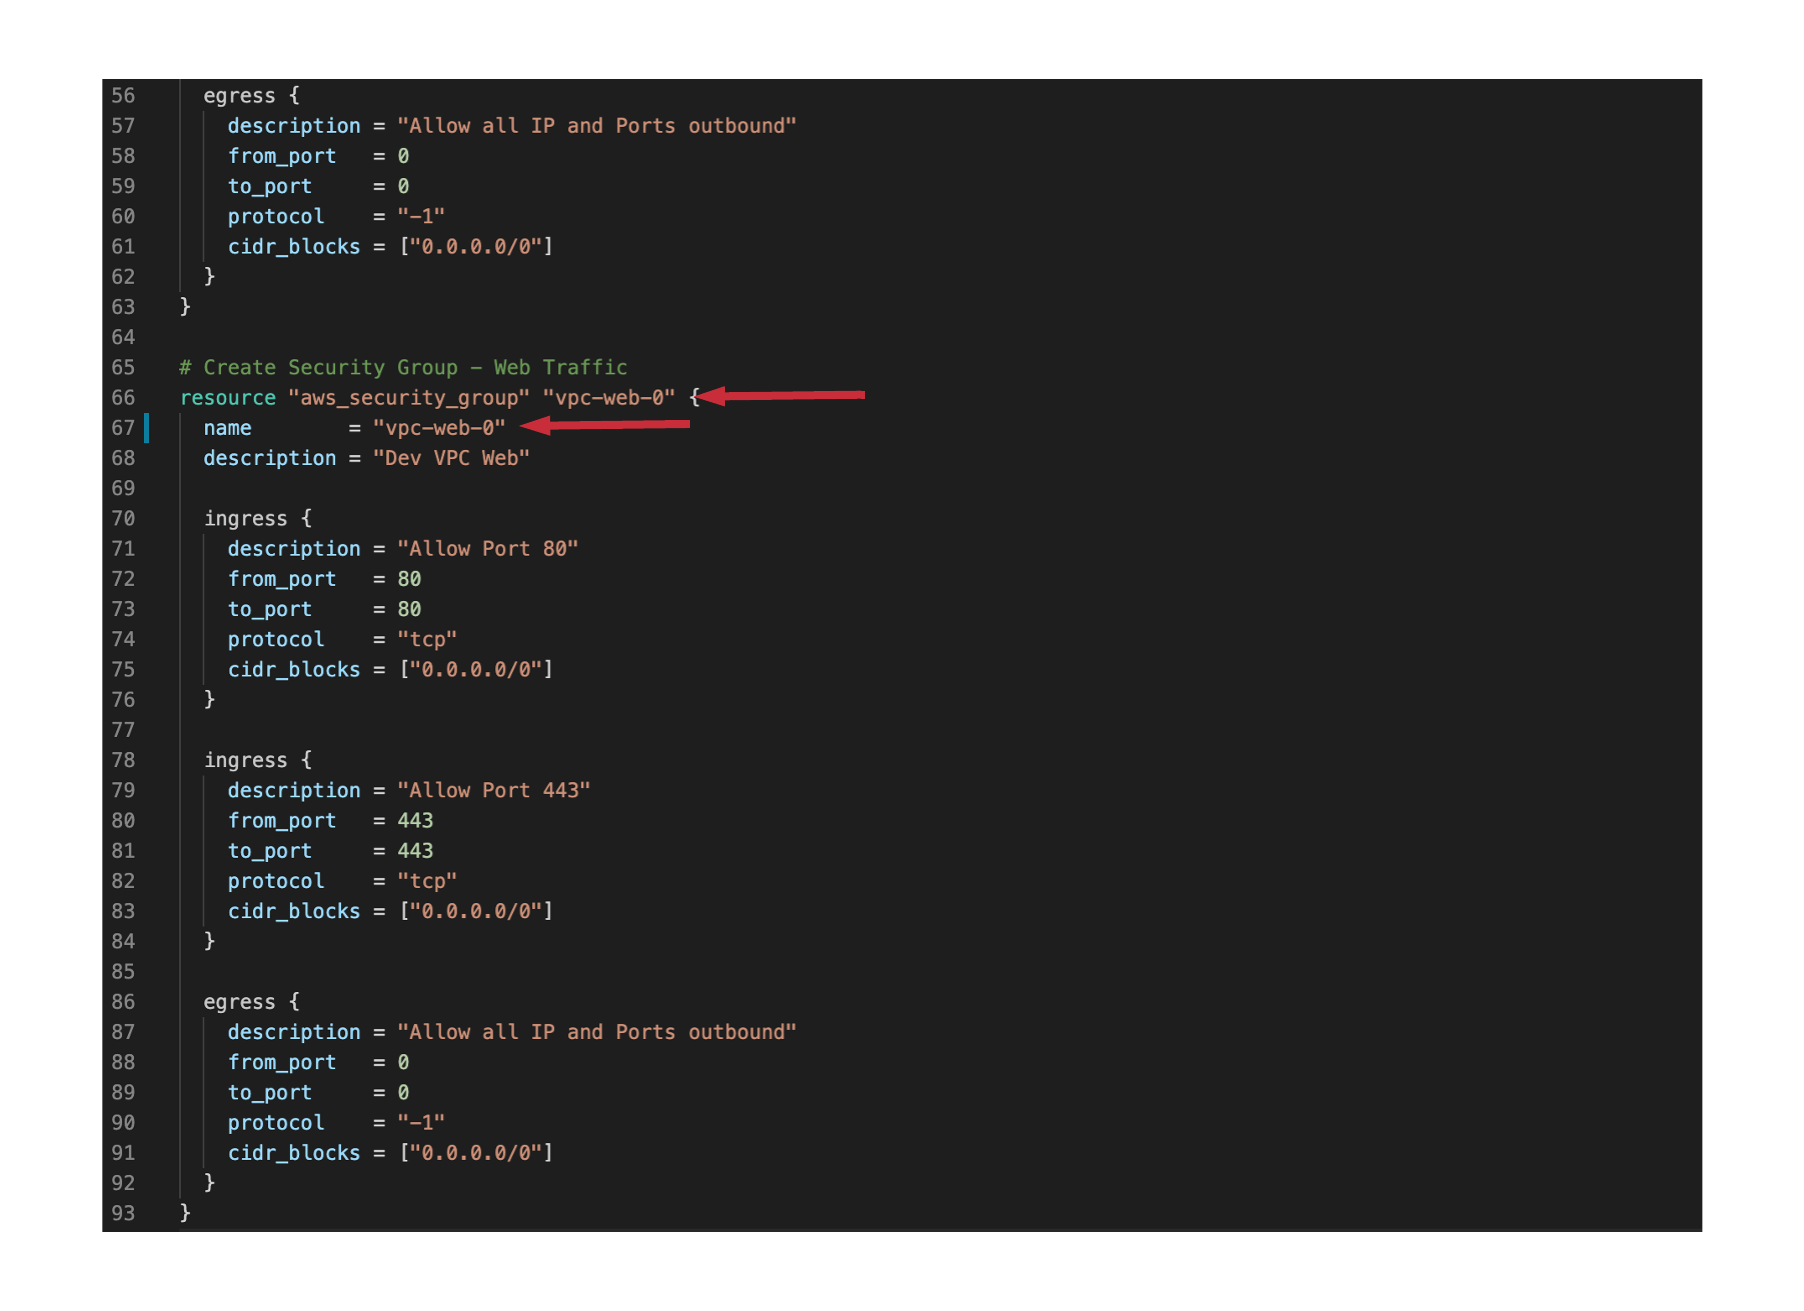 56 egress {
57 description = "Allow all IP and Ports outbound"
58 from_port = 0
59 to_port = 0
60 protocol = "-1"
61 cidr_blocks = ["0.0.0.0/0"]
62 }
63 }
64
65 # Create Security Group - Web Traffic
66 resource "aws_security_group" "vpc-web-0" {
67 name = "vpc-web-0"
68 description = "Dev VPC Web"
69
70 ingress {
71 description = "Allow Port 80"
72 from_port = 80
73 to_port = 80
74 protocol = "tcp"
75 cidr_blocks = ["0.0.0.0/0"]
76 }
77
78 ingress {
79 description = "Allow Port 443"
80 from_port = 443
81 to_port = 443
82 protocol = "tcp"
83 cidr_blocks = ["0.0.0.0/0"]
84 }
85
86 egress {
87 description = "Allow all IP and Ports outbound"
88 from_port = 0
89 to_port = 0
90 protocol = "-1"
91 cidr_blocks = ["0.0.0.0/0"]
92 }
93 }